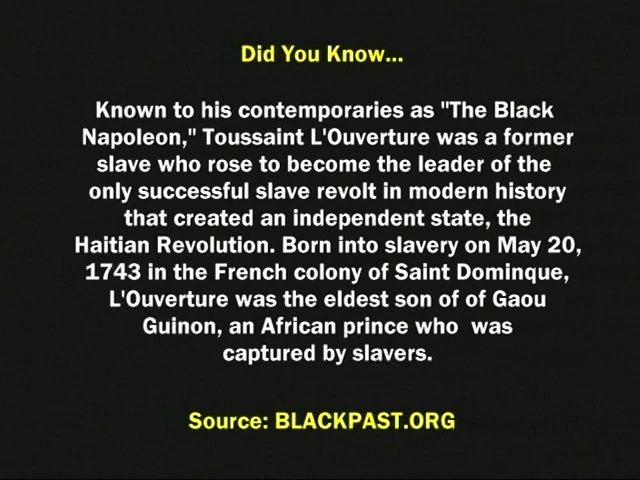 Did You Know...
Known to his contemporaries as "The Black
Napoleon," Toussaint L'Ouverture was a former
slave who rose to become the leader of the
only successful slave revolt in modern history
that created an independent state, the
Haitian Revolution. Born into slavery on May 20,
1743 in the French colony of Saint Dominque,
L'Ouverture was the eldest son of of Gaou
Guinon, an African prince who  was
captured by slavers.
Source: BLACKPAST.ORG